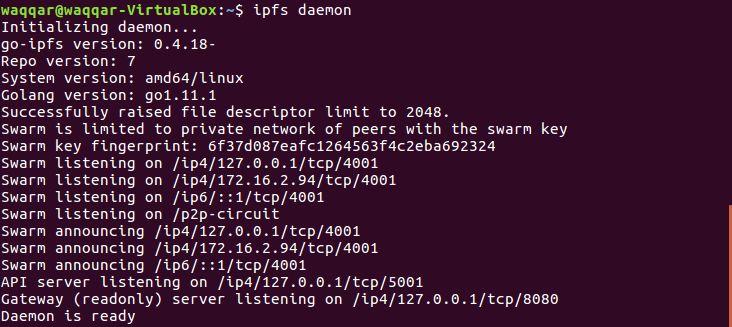 waqqar@waqqar-VirtualBox:~$ ipfs daemon
Initializing daemon...
go-ipfs version: 0.4.18-
Repo version: 7
System version: amd64/linux
Golang version: go1.11.1
Successfully raised file descriptor limit to 2048.
Swarm is limited to private network of peers with the swarm key
Swarm key fingerprint: 6f37d087eafc1264563f4c2eba692324
Swarm listening on /ip4/127.0.0.1/tcp/4001
Swarm listening on /ip4/172.16.2.94/tcp/4001
Swarm listening on /ip6/::1/tcp/4001
Swarm listening on /p2p-circuit
Swarm announcing /ip4/127.0.0.1/tcp/4001
Swarm announcing /ip4/172.16.2.94/tcp/4001
Swarm announcing /ip6/::1/tcp/4001
API server listening on /ip4/127.0.0.1/tcp/5001
Gateway (readonly) server listening on /ip4/127.0.0.1/tcp/8080
Daemon is ready